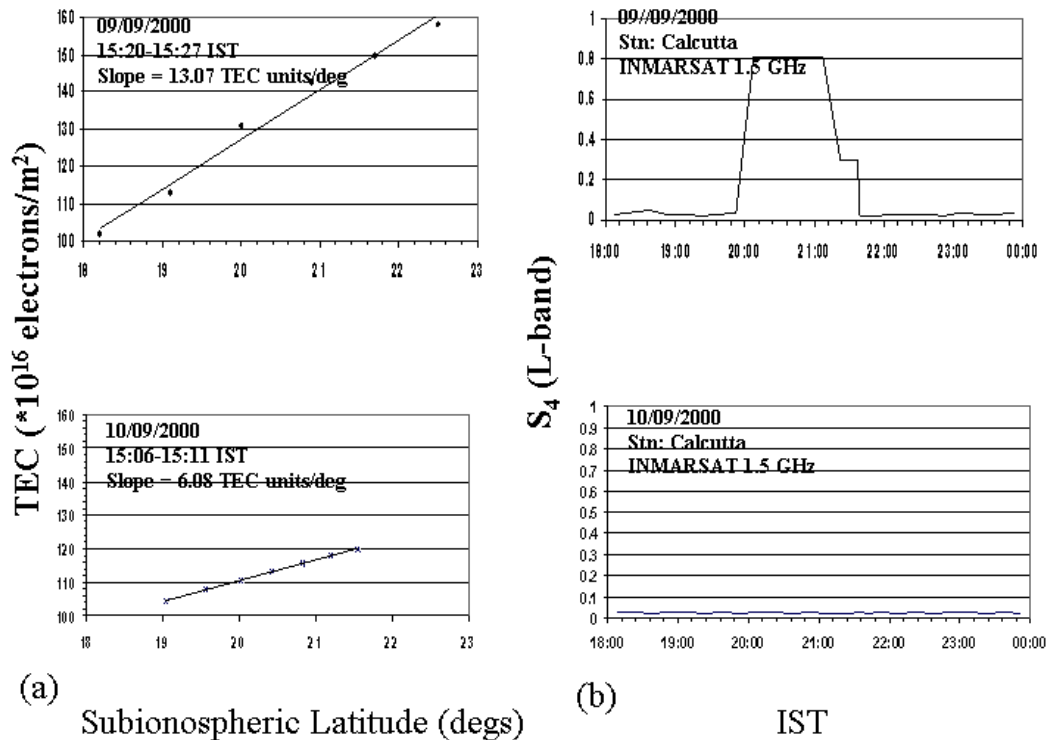 160
150
140
130
120
110
100
18 19 20 21 22 23
09/09/2000
15:20-15:27 IST
Slope = 13.07 TEC units/deg
1
0.8
0.6
0.4
0.2
0
18:00 19:00 20:00 21:00 22:00 23:00 00:00
09//09/2000
Stn: Calcutta
INMARSAT 1.5 GHz
TEC (*10^16 electrons/m^2)
S4 (L-band)
160
150
140
130
120
110
100
18 19 20 21 22 23
10/09/2000
15:06-15:11 IST
Slope = 6.08 TEC units/deg
1
0.9
0.8
0.7
0.6
0.5
0.4
0.3
0.2
0.1
0
18:00 19:00 20:00 21:00 22:00 23:00 00:00
10/09/2000
Stn: Calcutta
INMARSAT 1.5 GHz
(a)
Subionospheric Latitude (degs)
(b)
IST